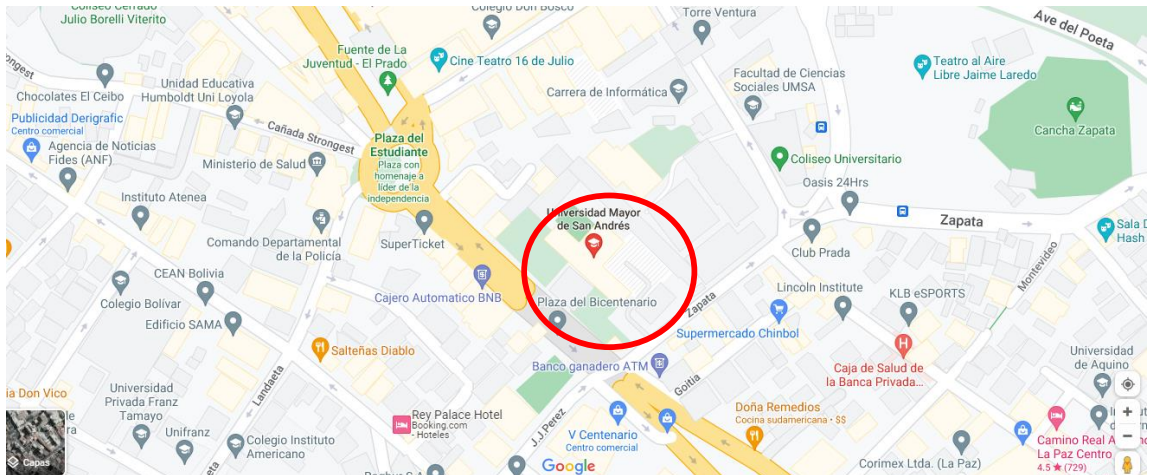 Coliseo Cerrado
Julio Borelli Viterito
Colegio Don Bosco
Torre Ventura
Ave del Poeta
Fuente de La
Juventud - El Prado
Cine Teatro 16 de Julio
Teatro al Aire
Libre Jaime Laredo
Unidad Educativa
Humboldt Uni Loyola
Chocolates El Ceibo
Carrera de Informática
Facultad de Ciencias
Sociales UMSA
Cancha Zapata
Publicidad Derigrafic
Centro comercial
Agencia de Noticias
Fides (ANF)
Cañada Strongest
Ministerio de Salud
Plaza del
Estudiante
Plaza con
homenaje a
líder de la
independencia
Coliseo Universitario
Oasis 24Hrs
Instituto Atenea
Universidad Mayor
de San Andrés
Zapata
Sala D
Hash
Comando Departamental
de la Policía
SuperTicket
Club Prada
Montevideo
CEAN Bolivia
Colegio Bolívar
Cajero Automatico BNB
Plaza del Bicentenario
Zapata
Lincoln Institute
KLB eSPORTS
Edificio SAMA
Supermercado Chinbol
Salteñas Diablo
Banco ganadero ATM
Caja de Salud de
la Banca Privada...
Universidad
de Aquino
Goitia
Landaeta
ia Don Vico
Universidad
Privada Franz
Tamayo
Unifranz
Colegio Instituto
Americano
Rey Palace Hotel
Booking.com
- Hoteles
J.J.Perez
V Centenario
Centro comercial
Doña Remedios
Cocina sudamericana · $$
Corimex Ltda. (La Paz)
Camino Real A
La Paz Centro
4.5 ★ (729)
Capas
Google